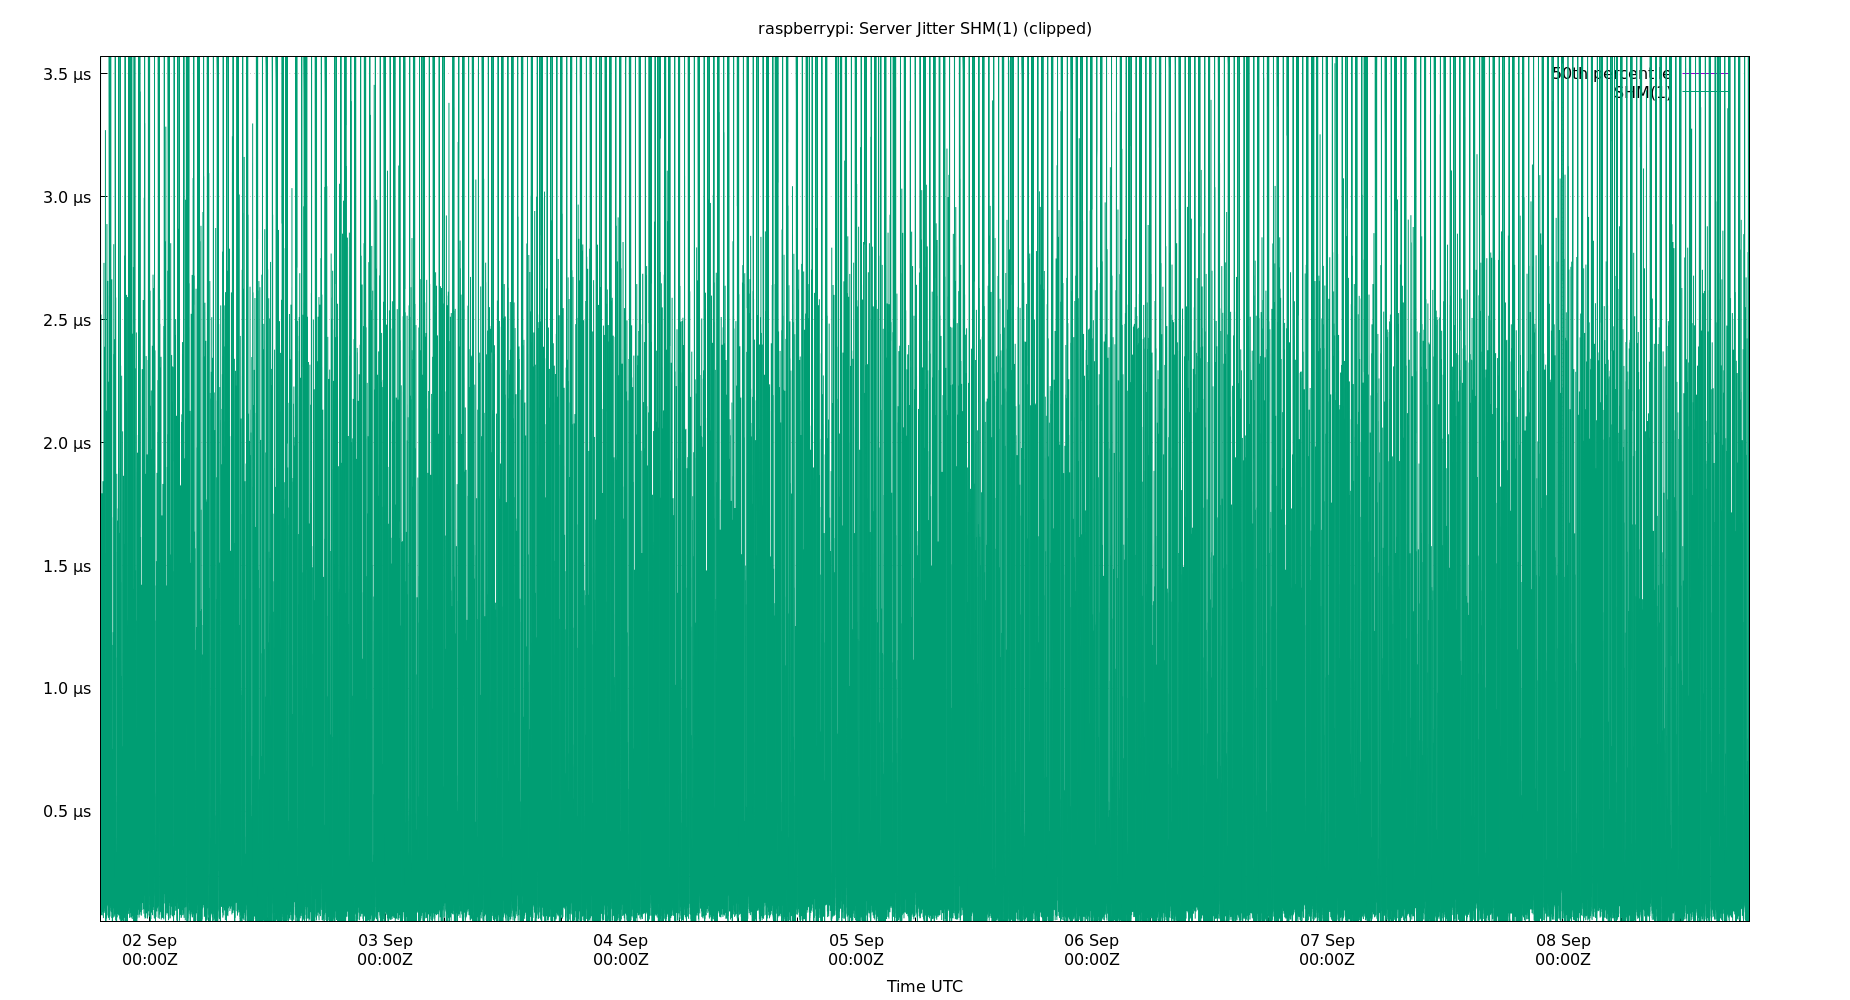 raspberrypi: Server Jitter SHM(1) (clipped)
3.5 µs
50th percentile
SHM(1)
3.0 µs
2.5 µs
2.0 µs
1.5 µs
1.0 µs
0.5 µs
02 Sep 03 Sep 04 Sep 05 Sep 06 Sep 07 Sep 08 Sep
00:00Z 00:00Z 00:00Z 00:00Z 00:00Z 00:00Z 00:00Z
Time UTC